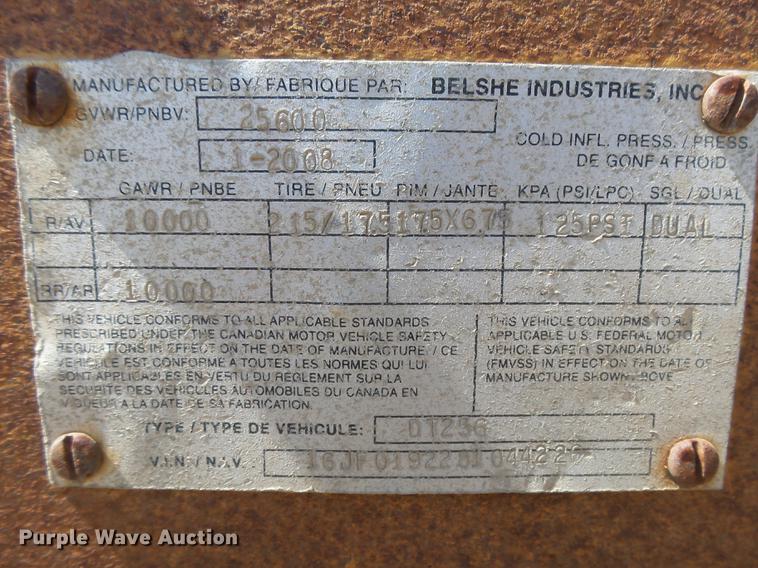 MANUFACTURED BY/ FABRIQUE PAR: BELSHE INDUSTRIES, INC
GVWR/PNBV: 25600
COLD INFL. PRESS. / PRESS.
DE GONF A FROID
DATE: 1-2008
GAWR / PNBE TIRE / PNEU RIM / JANTE KPA (PSI/LPC) SGL / DUAL
F/AV 10000 215/175 175X675 125PSI DUAL
RR/AR 10000
THIS VEHICLE CONFORMS TO ALL APPLICABLE STANDARDS
PRESCRIBED UNDER THE CANADIAN MOTOR VEHICLE SAFETY
REGULATIONS IN EFFECT ON THE DATE OF MANUFACTURE / CE
VEHICULE EST CONFORME A TOUTES LES NORMES QUI LUI
SONT APPLICABLES EN VERTU DU REGLEMENT SUR LA
SECURITE DES VEHICULES AUTOMOBILES DU CANADA EN
VIGUEUR A LA DATE DE SA FABRICATION.
THIS VEHICLE CONFORMS TO ALL
APPLICABLE U.S. FEDERAL MOTOR
VEHICLE SAFETY STANDARDS
(FMVSS) IN EFFECT ON THE DATE OF
MANUFACTURE SHOWN ABOVE
TYPE / TYPE DE VEHICULE:
V.I.N. / N.I.V.
Purple Wave Auction